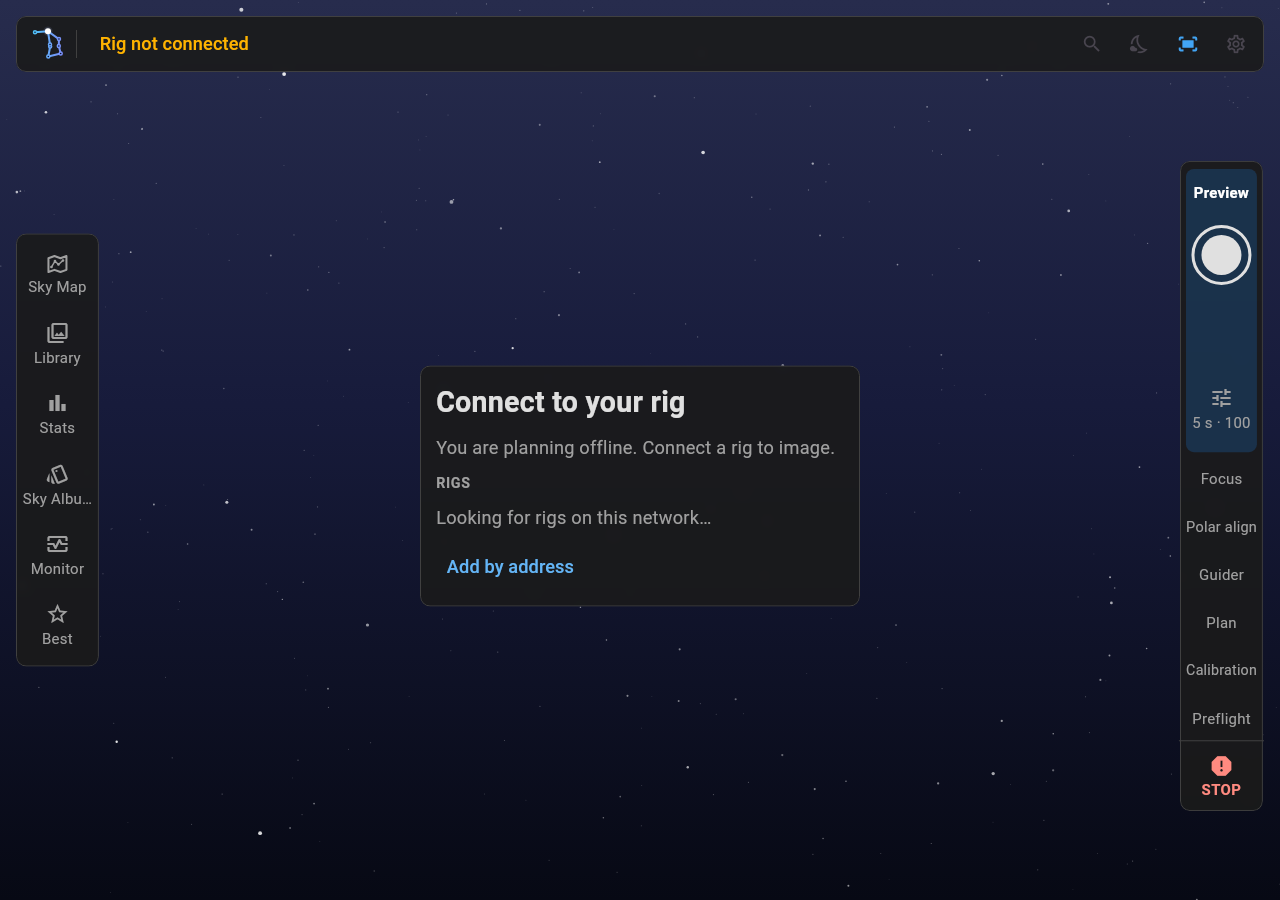 Rig not connected
Sky Map
Library
Stats
Sky Albu…
Monitor
Best
Connect to your rig
You are planning offline. Connect a rig to image.
RIGS
Looking for rigs on this network…
Add by address
Preview
5 s · 100
Focus
Polar align
Guider
Plan
Calibration
Preflight
STOP